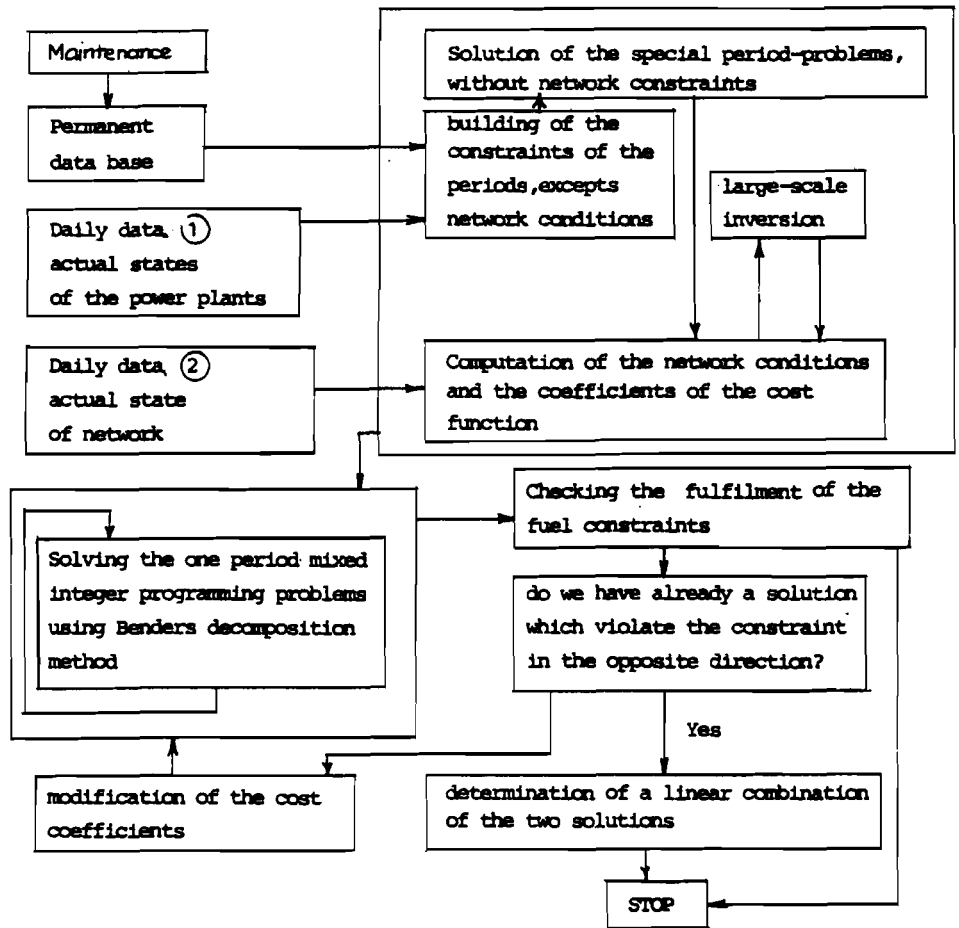 Maintenance
Permanent
data base
Daily data ①
actual states
of the power plants
Daily data ②
actual state
of network
Solution of the special period-problems,
without network constraints
building of the
constraints of the
periods,excepts
network conditions
large-scale
inversion
Computation of the network conditions
and the coefficients of the cost
function
Solving the one period mixed
integer programming problems
using Benders decomposition
method
Checking the fulfilment of the
fuel constraints
do we have already a solution
which violate the constraint
in the opposite direction?
Yes
modification of the cost
coefficients
determination of a linear combination
of the two solutions
STOP